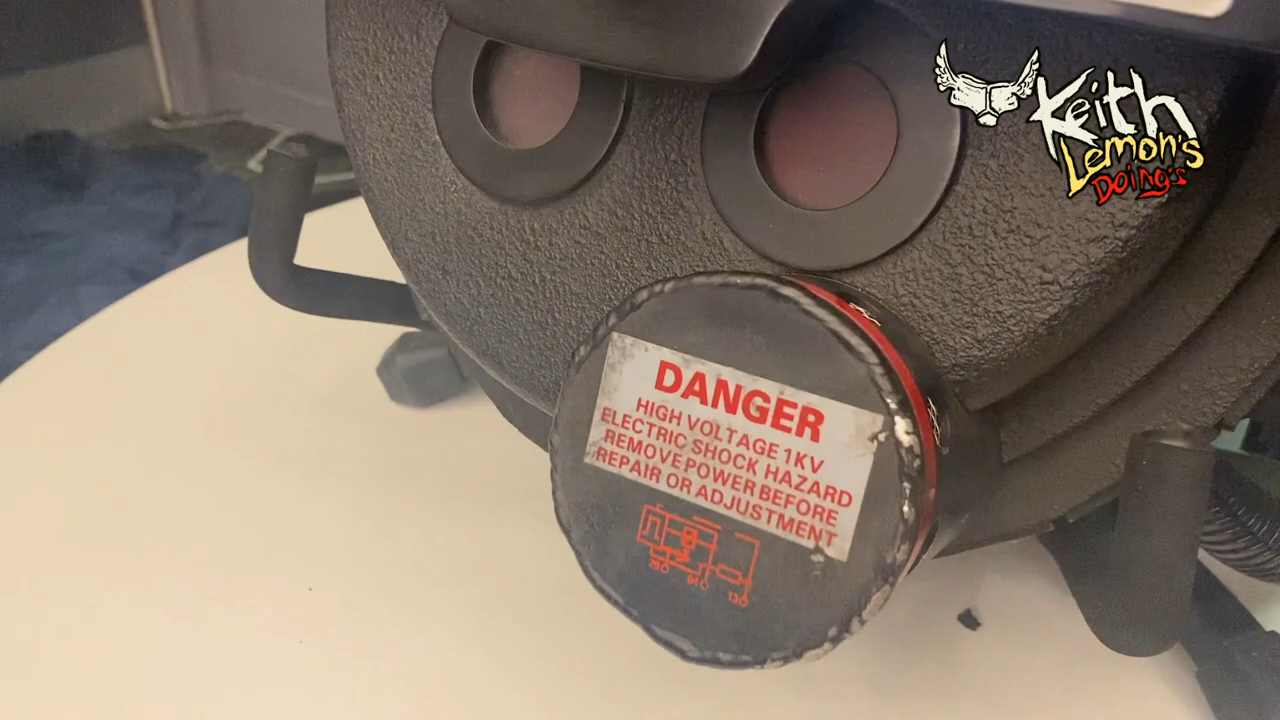 Keith
Lemon's
Doing's
DANGER
HIGH VOLTAGE 1KV
ELECTRIC SHOCK HAZARD
REMOVE POWER BEFORE
REPAIR OR ADJUSTMENT